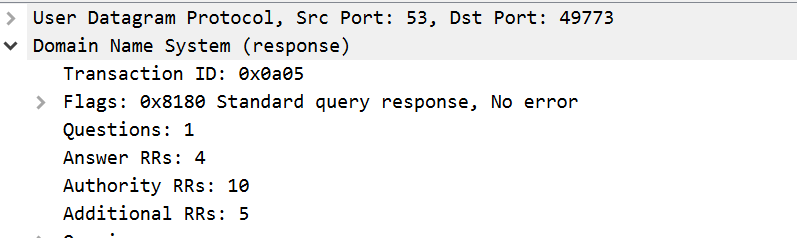 User Datagram Protocol, Src Port: 53, Dst Port: 49773
Domain Name System (response)
Transaction ID: 0x0a05
Flags: 0x8180 Standard query response, No error
Questions: 1
Answer RRs: 4
Authority RRs: 10
Additional RRs: 5